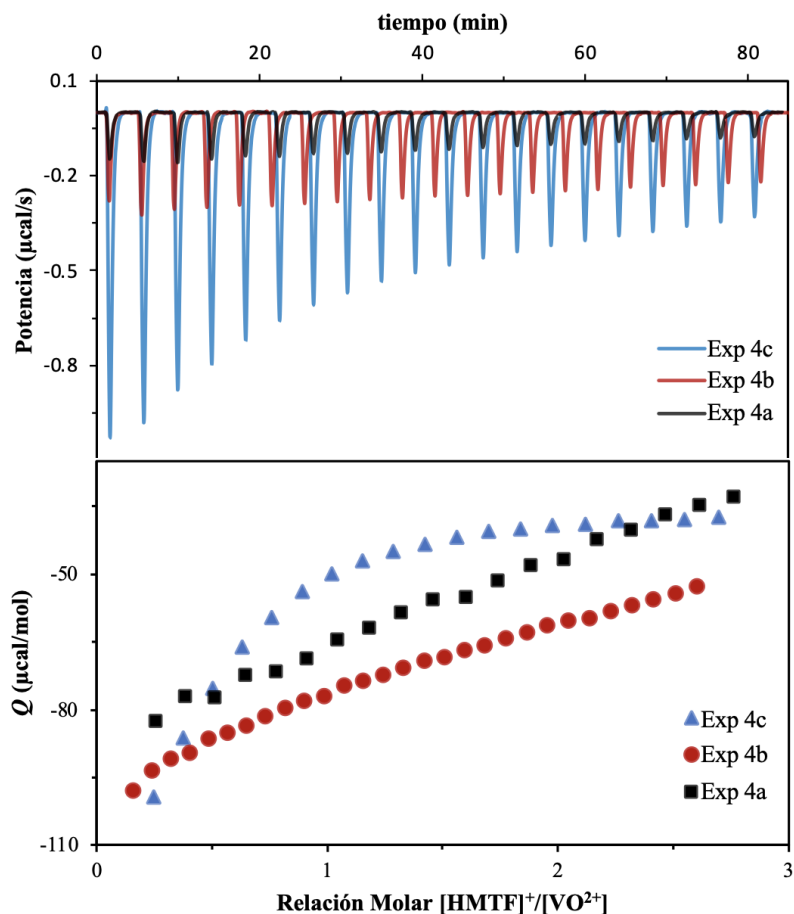 tiempo (min)
0 20 40 60 80
0.1
-0.2
-0.5
-0.8
Potencia (µcal/s)
Exp 4c
Exp 4b
Exp 4a
-50
-80
-110
Q (µcal/mol)
Exp 4c
Exp 4b
Exp 4a
0 1 2 3
Relación Molar [HMTF]⁺/[VO²⁺]